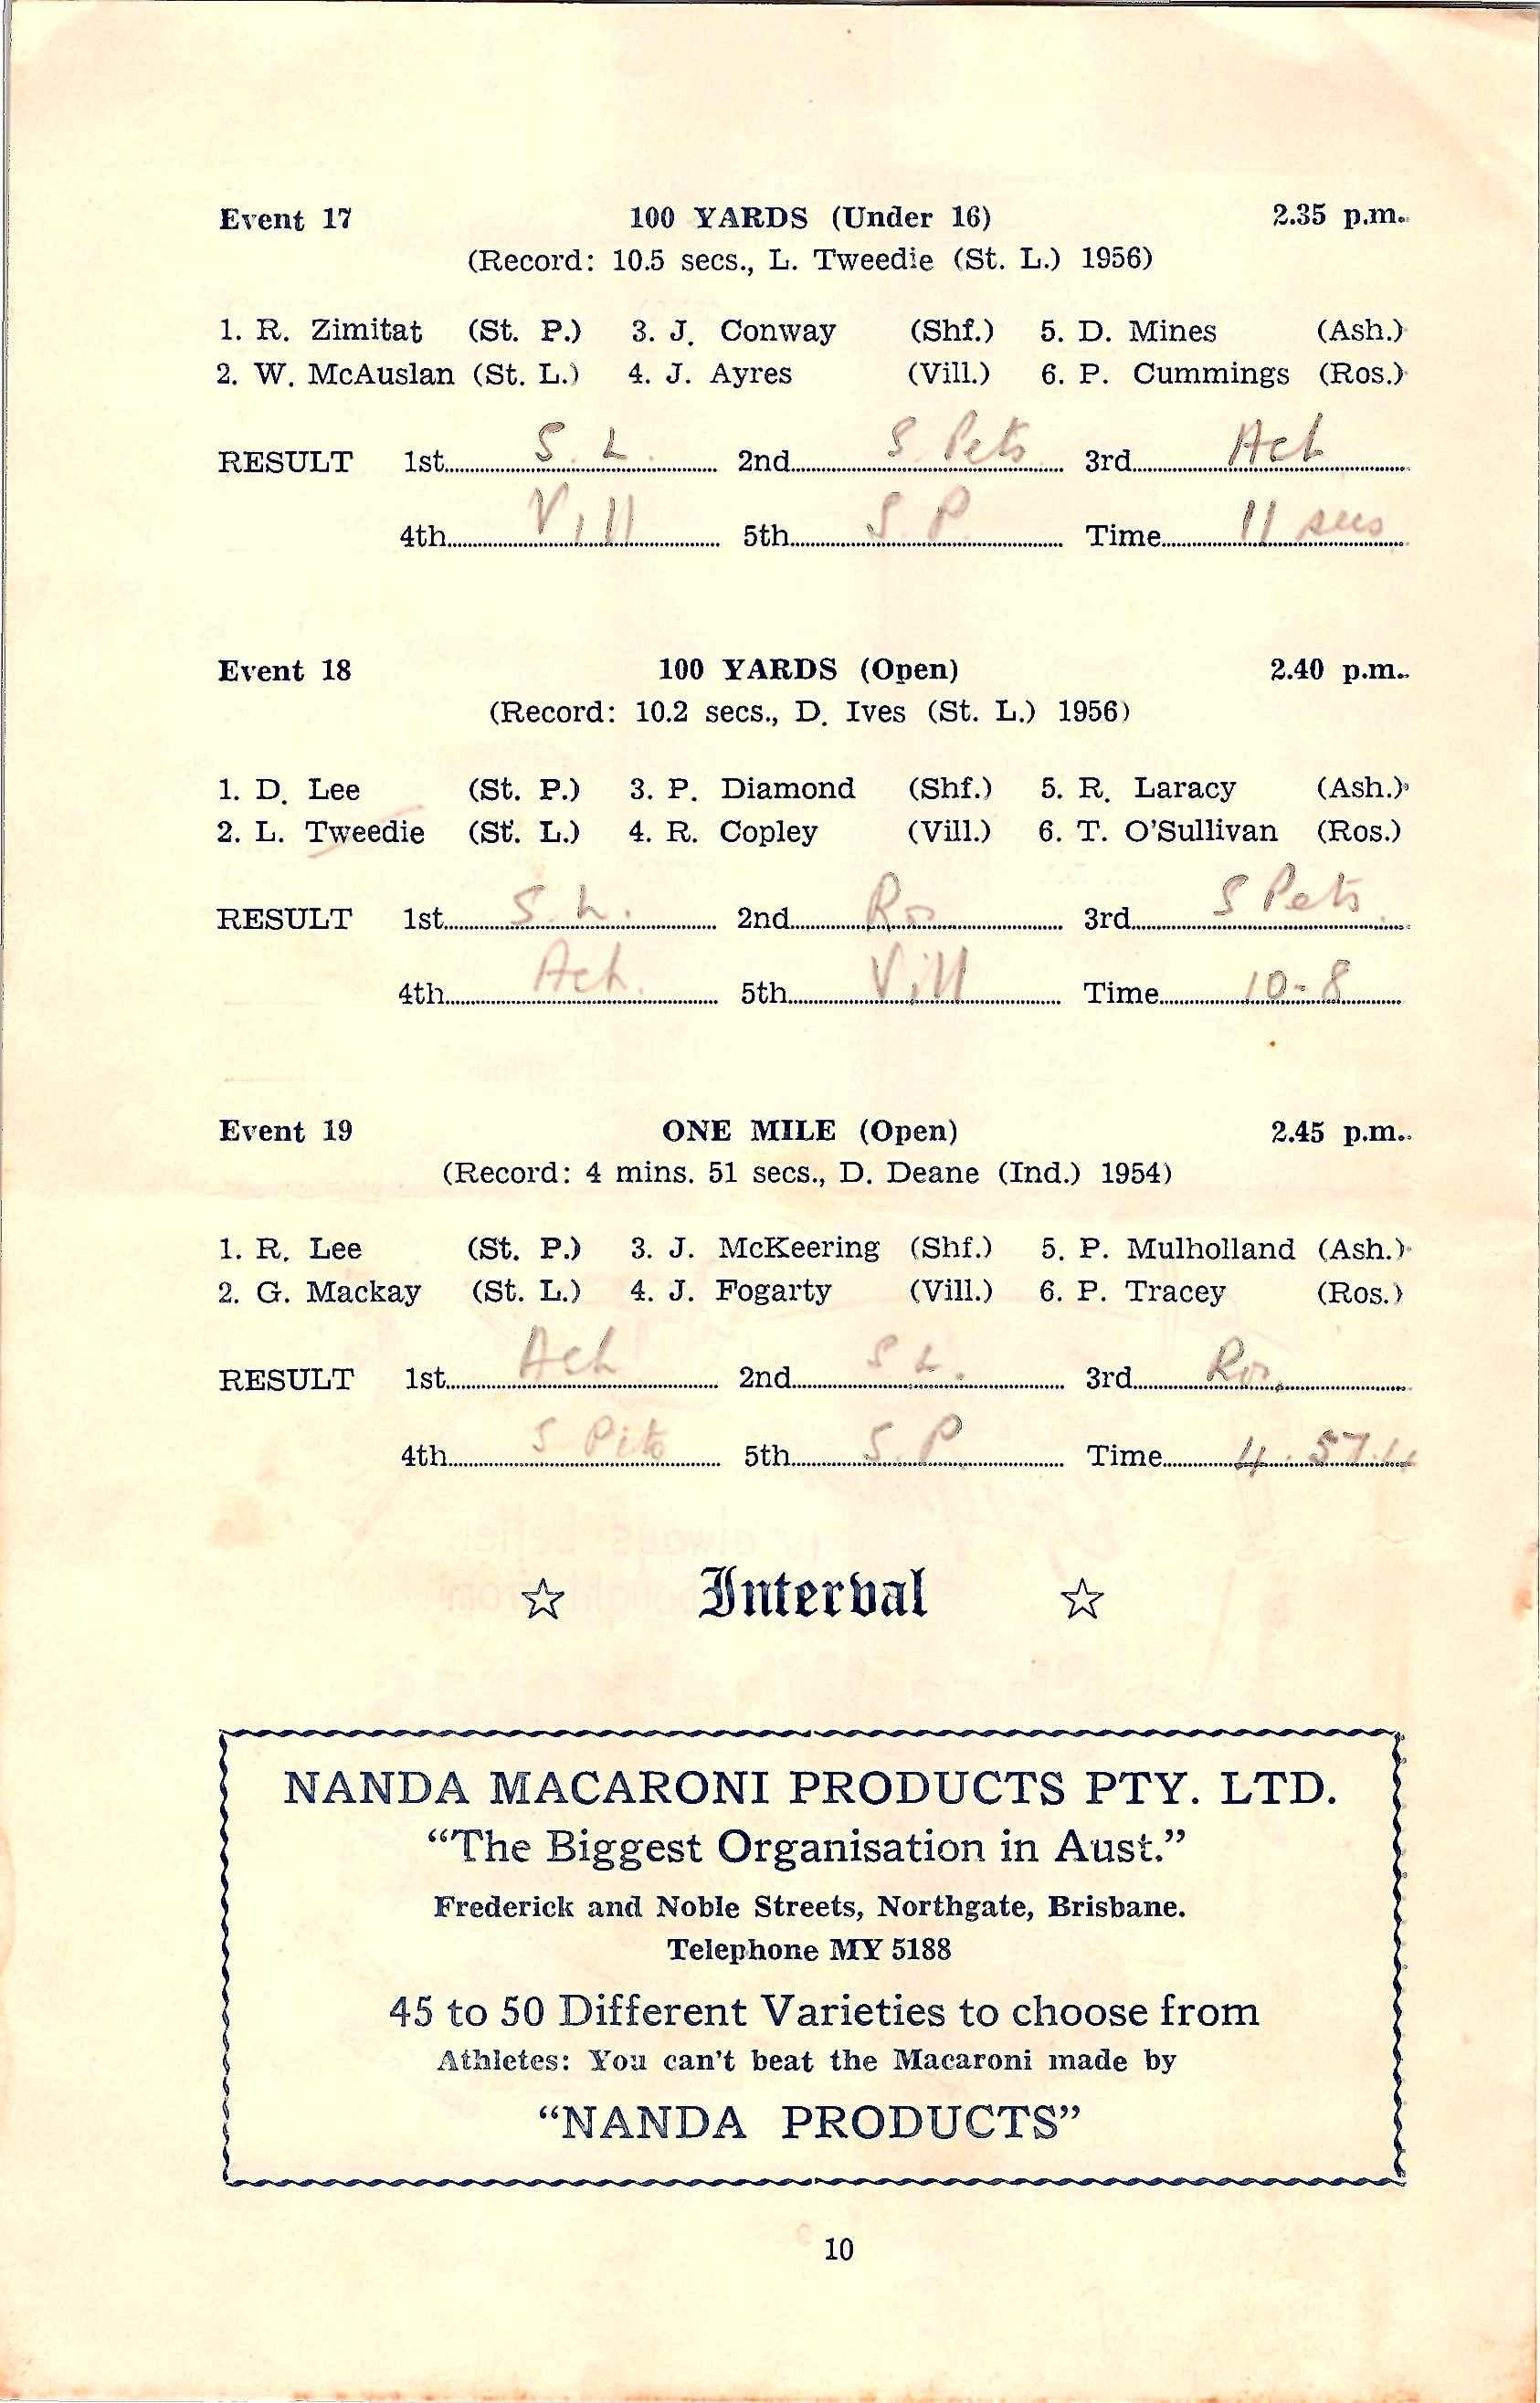 Event 17 100 YARDS (Under 16) 2.35 p.m.
(Record: 10.5 secs., L. Tweedie (St. L.) 1956)
1. R. Zimitat (St. P.) 3. J. Conway (Shf.) 5. D. Mines (Ash.)
2. W. McAuslan (St. L.) 4. J. Ayres (Vill.) 6. P. Cummings (Ros.)
RESULT 1st S. L. 2nd S Pets 3rd Ach
4th Vill 5th S. P. Time 11 secs
Event 18 100 YARDS (Open) 2.40 p.m.
(Record: 10.2 secs., D. Ives (St. L.) 1956)
1. D. Lee (St. P.) 3. P. Diamond (Shf.) 5. R. Laracy (Ash.)
2. L. Tweedie (St. L.) 4. R. Copley (Vill.) 6. T. O'Sullivan (Ros.)
RESULT 1st S. L. 2nd Ros 3rd S Pets
4th Ach. 5th Vill Time 10-8
Event 19 ONE MILE (Open) 2.45 p.m.
(Record: 4 mins. 51 secs., D. Deane (Ind.) 1954)
1. R. Lee (St. P.) 3. J. McKeering (Shf.) 5. P. Mulholland (Ash.)
2. G. Mackay (St. L.) 4. J. Fogarty (Vill.) 6. P. Tracey (Ros.)
RESULT 1st Ach 2nd S L. 3rd Ros.
4th S Pets 5th S. P. Time 4.57.4
☆ Interval ☆
NANDA MACARONI PRODUCTS PTY. LTD.
“The Biggest Organisation in Aust.”
Frederick and Noble Streets, Northgate, Brisbane.
Telephone MY 5188
45 to 50 Different Varieties to choose from
Athletes: You can't beat the Macaroni made by
“NANDA PRODUCTS”
10